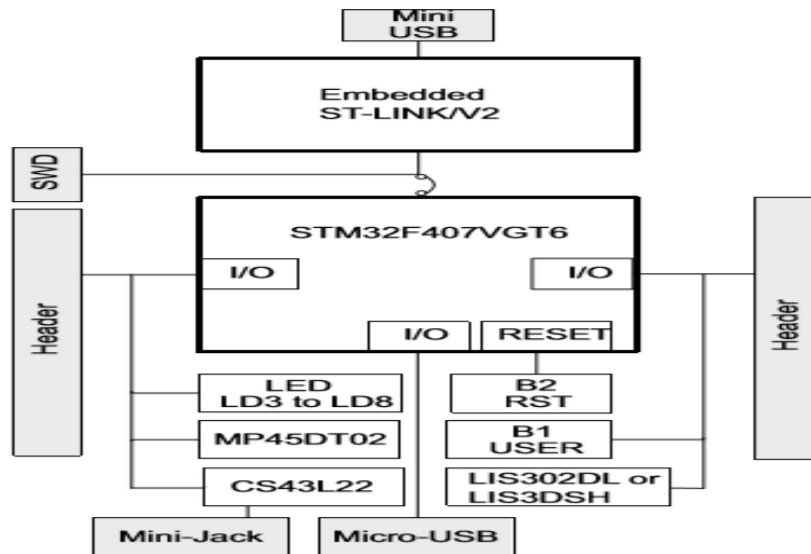 Mini
USB
Embedded
ST-LINK/V2
SWD
STM32F407VGT6
I/O
I/O
Header
Header
I/O
RESET
LED
LD3 to LD8
B2
RST
MP45DT02
B1
USER
CS43L22
LIS302DL or
LIS3DSH
Mini-Jack
Micro-USB